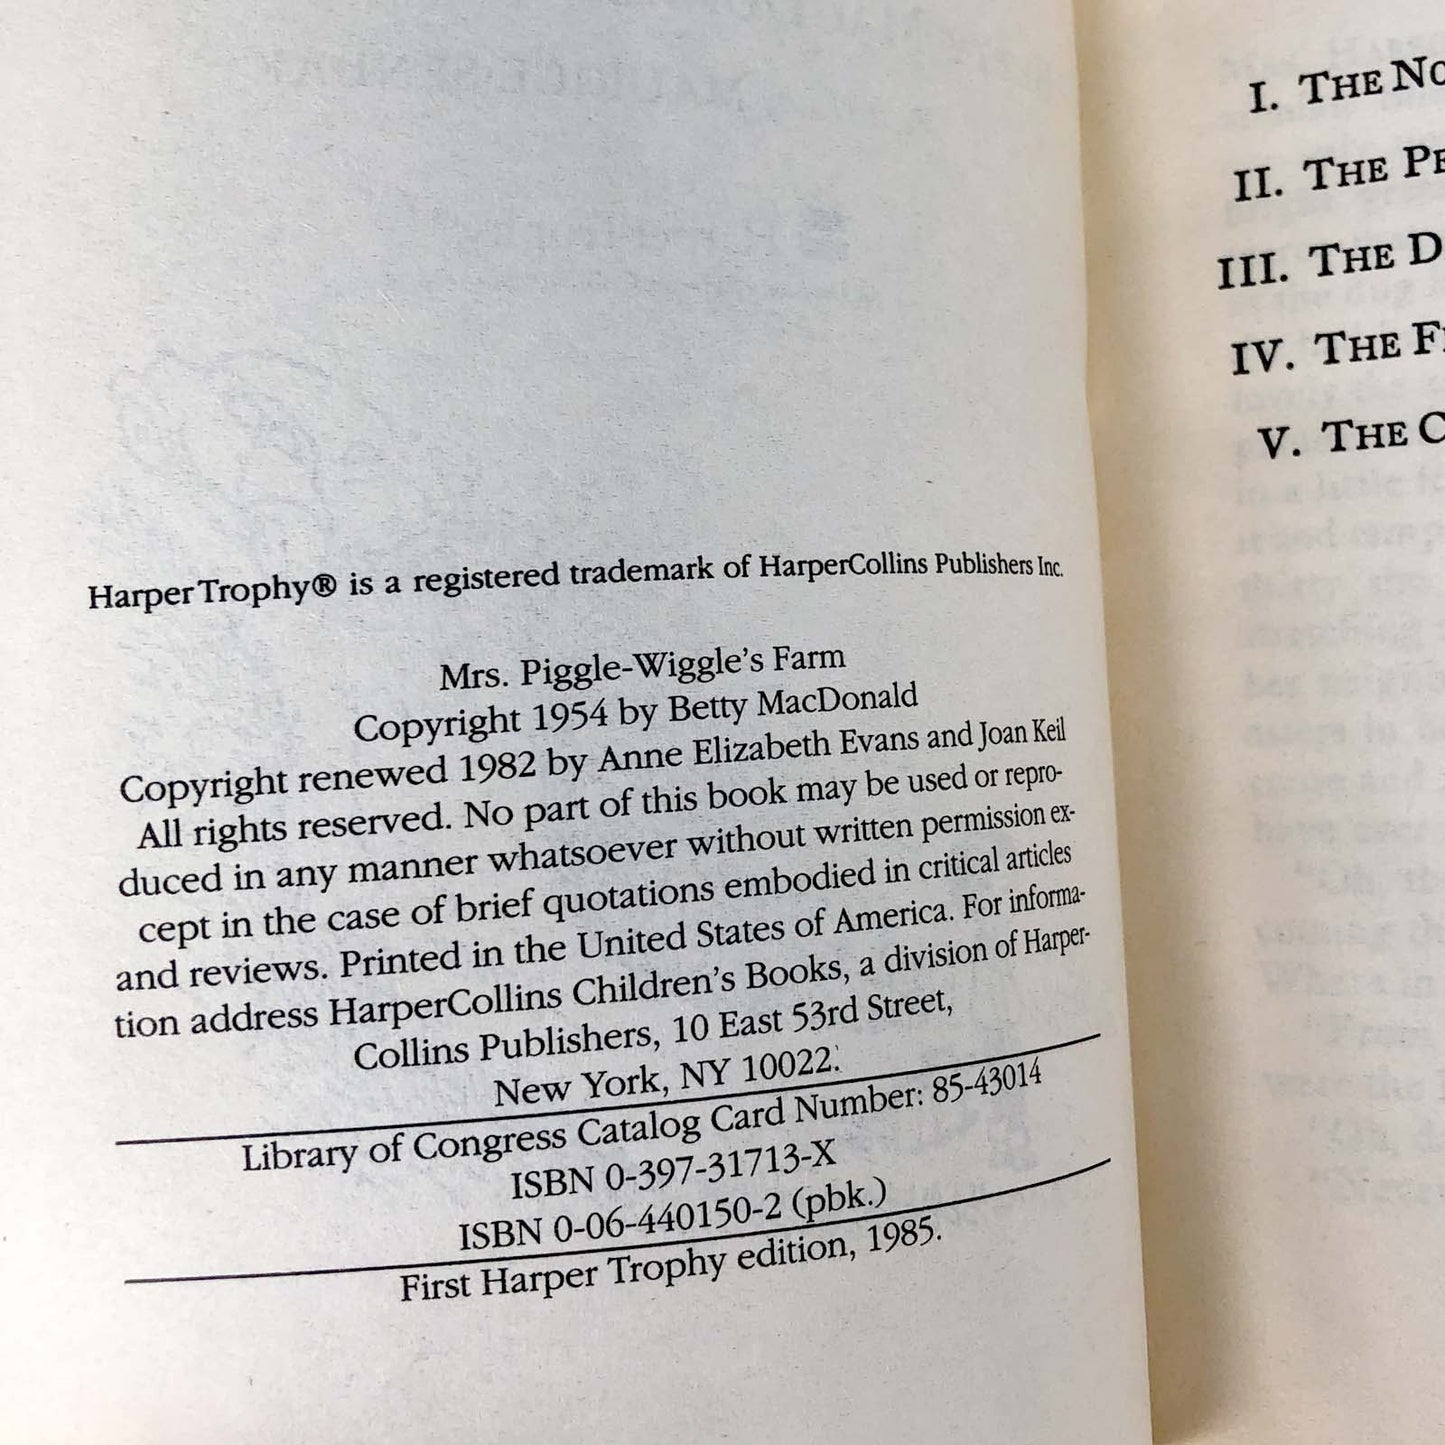 HarperTrophy® is a registered trademark of HarperCollins Publishers Inc.
Mrs. Piggle-Wiggle's Farm
Copyright 1954 by Betty MacDonald
Copyright renewed 1982 by Anne Elizabeth Evans and Joan Keil
All rights reserved. No part of this book may be used or repro-
duced in any manner whatsoever without written permission ex-
cept in the case of brief quotations embodied in critical articles
and reviews. Printed in the United States of America. For informa-
tion address HarperCollins Children's Books, a division of Harper-
Collins Publishers, 10 East 53rd Street,
New York, NY 10022.
Library of Congress Catalog Card Number: 85-43014
ISBN 0-397-31713-X
ISBN 0-06-440150-2 (pbk.)
First Harper Trophy edition, 1985.
I. THE NO
II. THE PE
III. THE D
IV. THE F
V. THE C